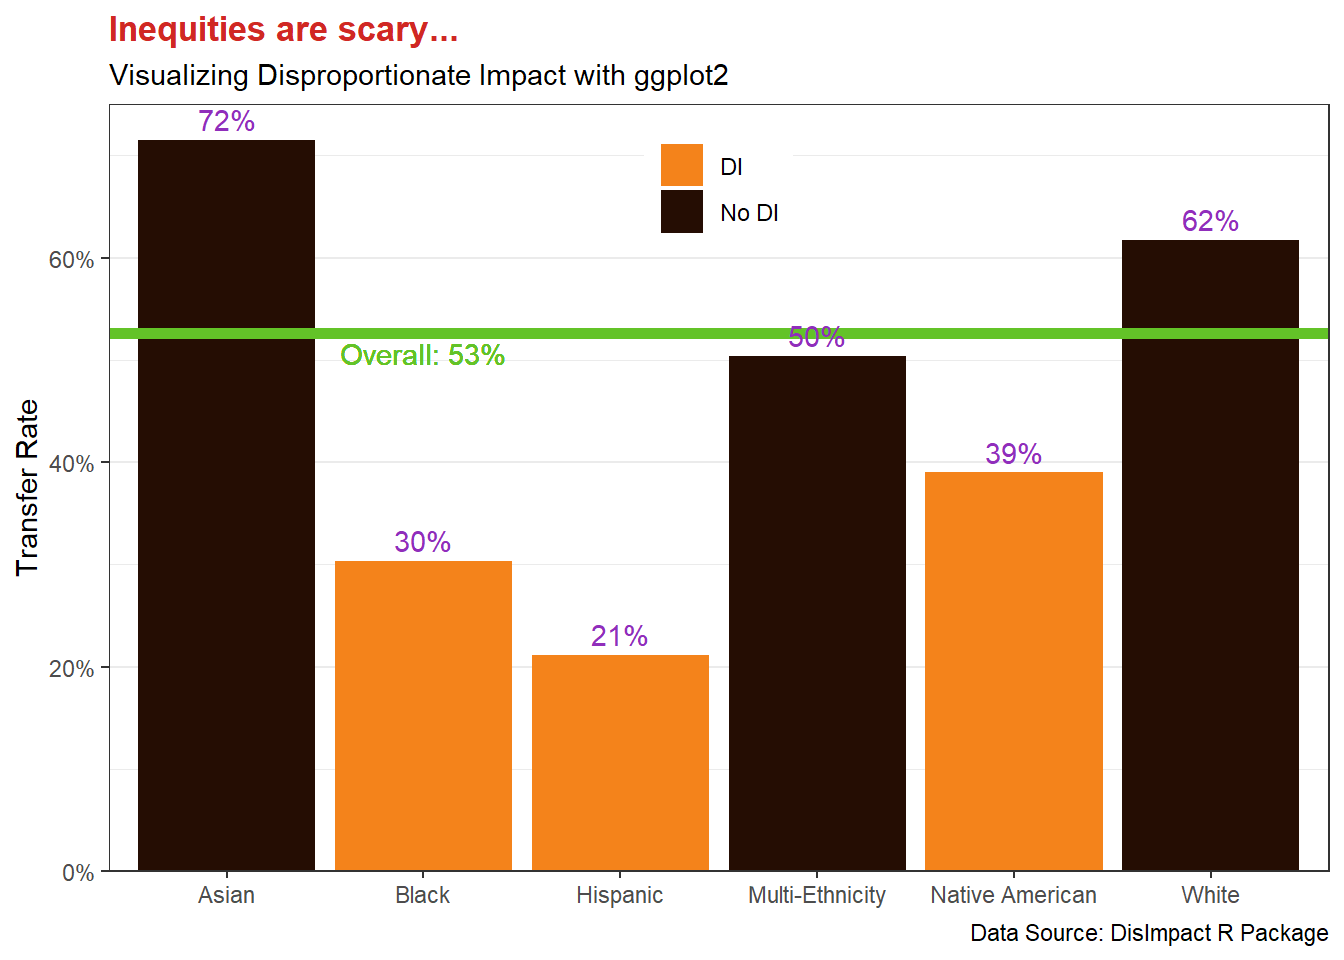 Inequities are scary...
Visualizing Disproportionate Impact with ggplot2
72%
DI
No DI
62%
60%
50%
Overall: 53%
40%
39%
30%
21%
20%
0%
Transfer Rate
Asian
Black
Hispanic
Multi-Ethnicity
Native American
White
Data Source: DisImpact R Package